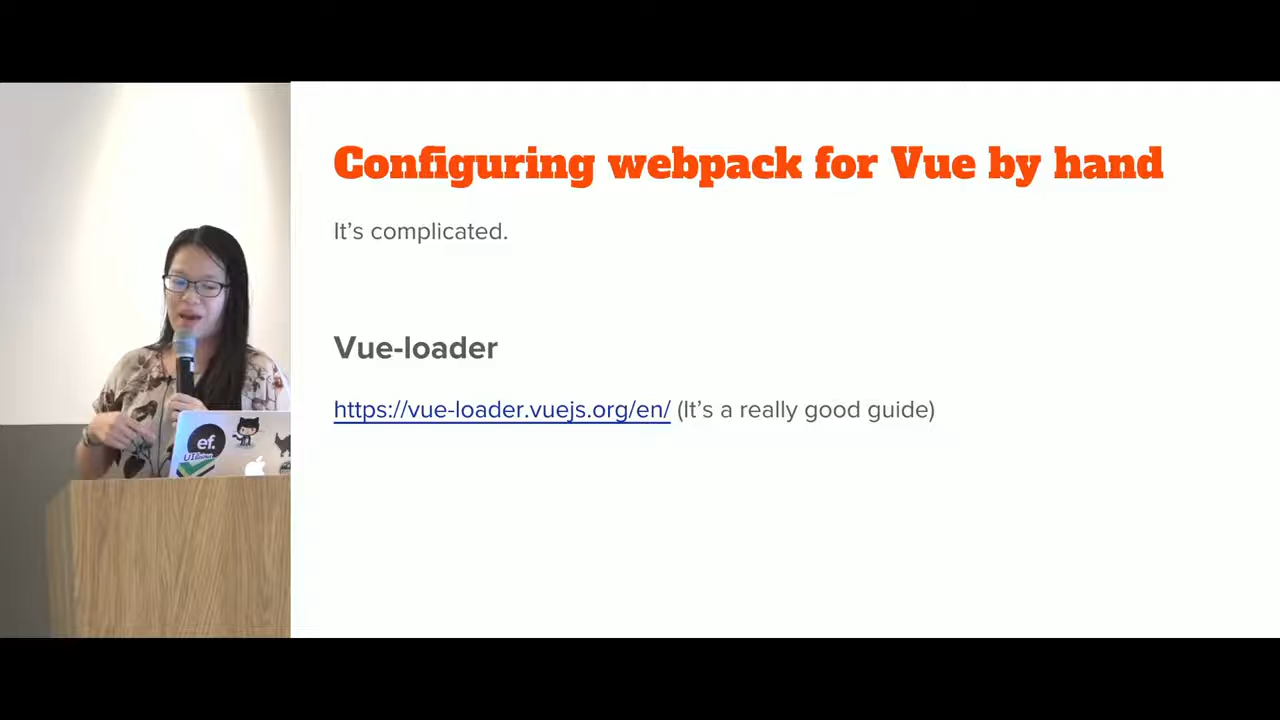 Configuring webpack for Vue by hand
It’s complicated.
Vue-loader
https://vue-loader.vuejs.org/en/ (It’s a really good guide)
ef.